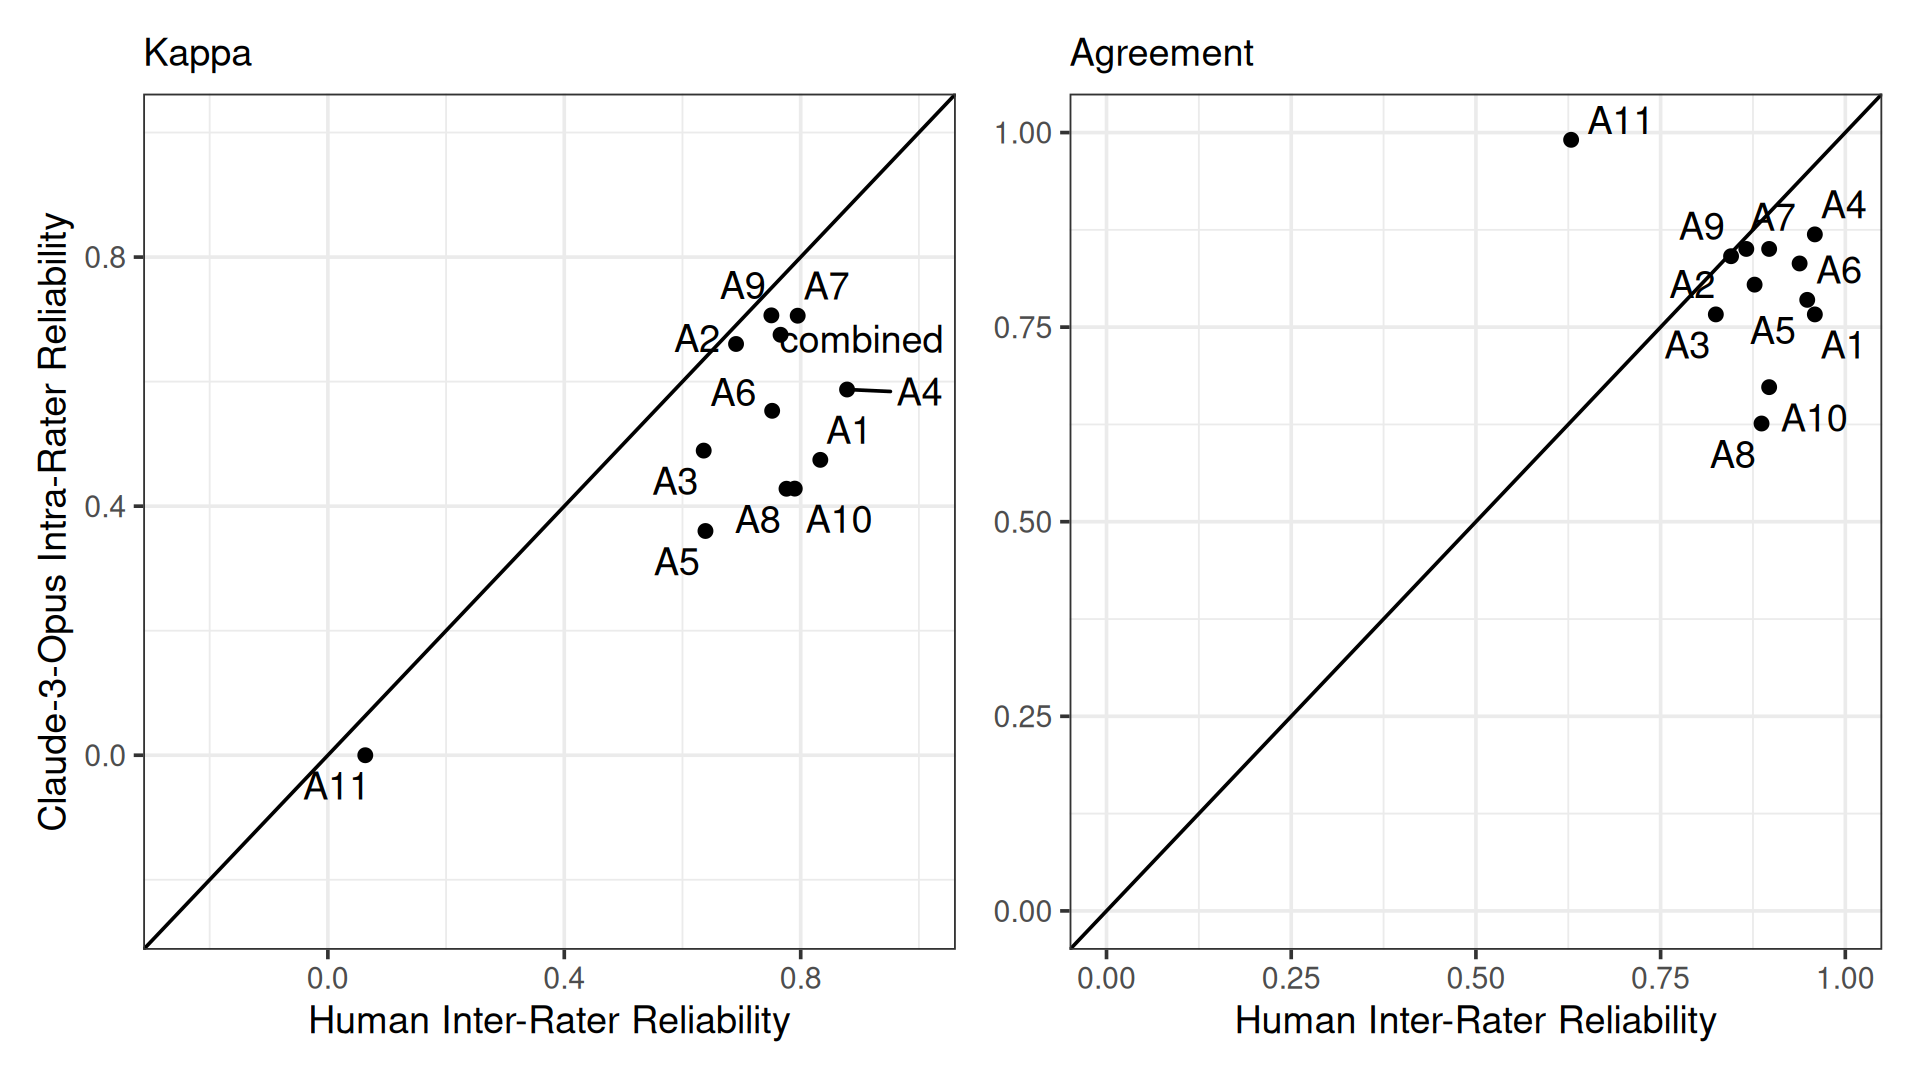 Kappa
Agreement
Claude-3-Opus Intra-Rater Reliability
0.8
0.4
0.0
A9
A7
A2
combined
A6
A4
A1
A3
A8
A10
A5
A11
0.0
0.4
0.8
Human Inter-Rater Reliability
1.00
0.75
0.50
0.25
0.00
A11
A4
A9
A7
A6
A2
A5
A3
A1
A10
A8
0.00
0.25
0.50
0.75
1.00
Human Inter-Rater Reliability